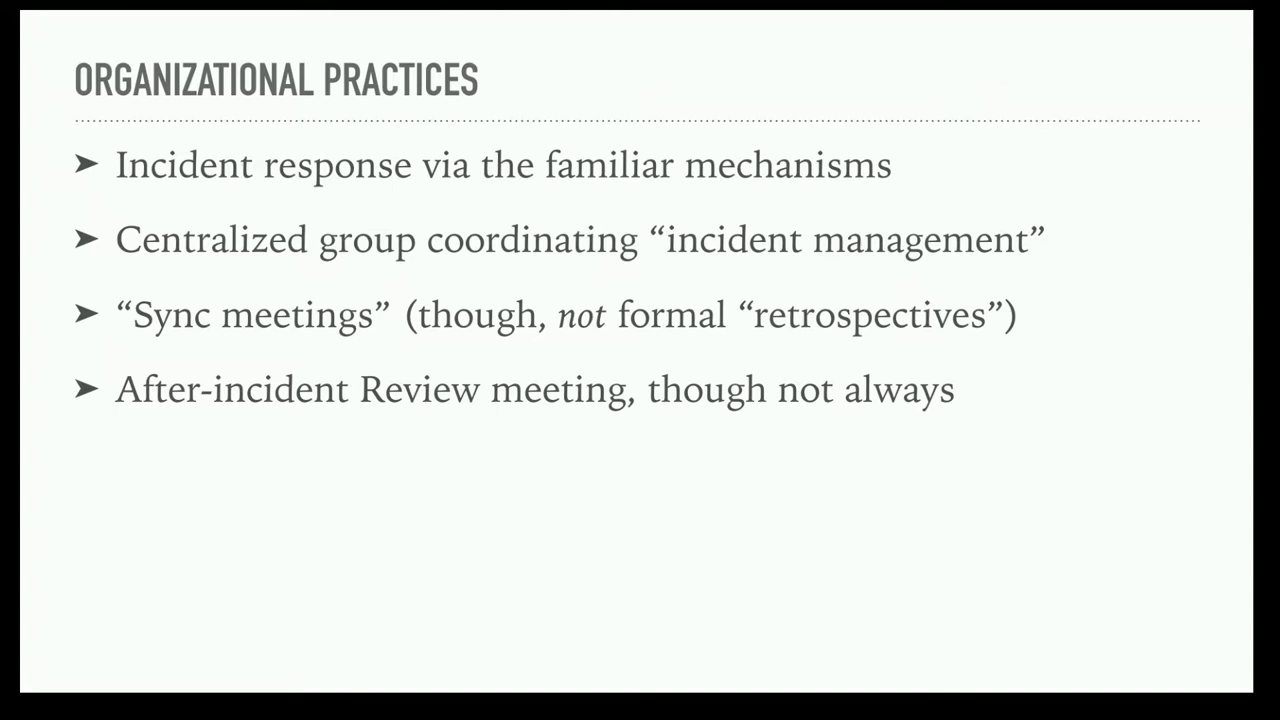 ORGANIZATIONAL PRACTICES
➤ Incident response via the familiar mechanisms
➤ Centralized group coordinating “incident management”
➤ “Sync meetings” (though, not formal “retrospectives”)
➤ After-incident Review meeting, though not always